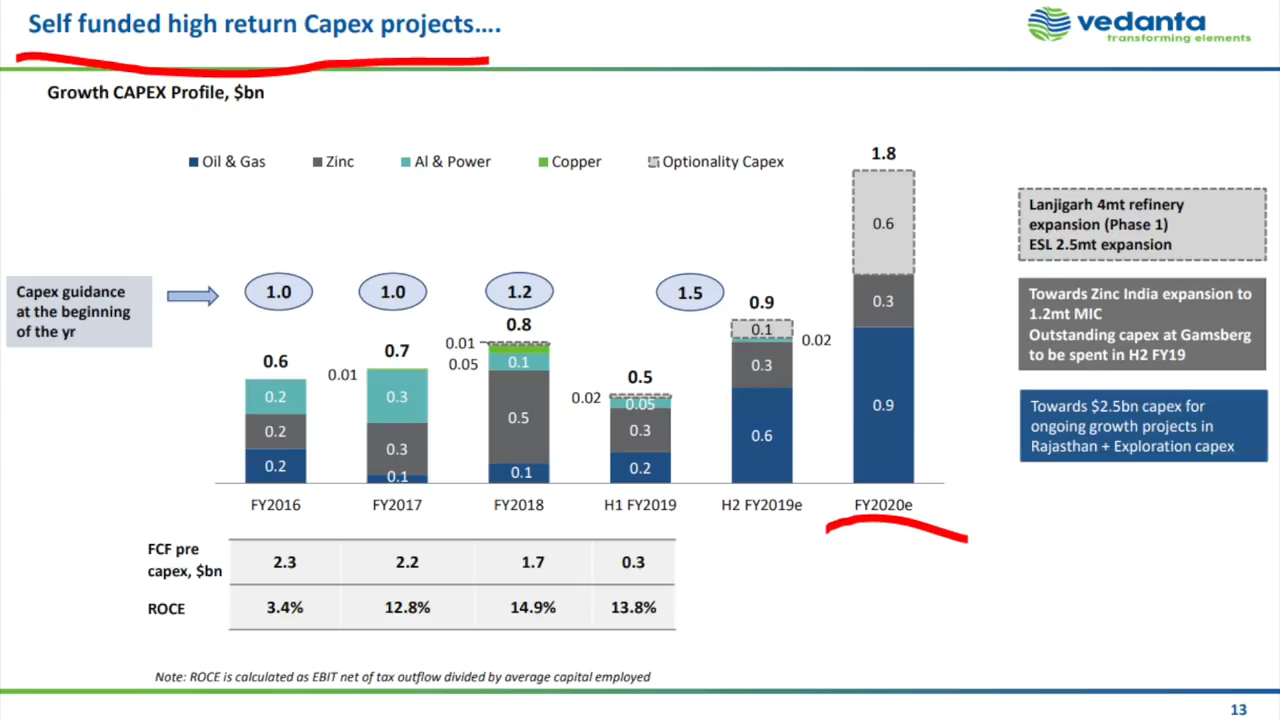 Self funded high return Capex projects....
vedanta
transforming elements
Growth CAPEX Profile, $bn
Oil & Gas
Zinc
Al & Power
Copper
Optionality Capex
Capex guidance
at the beginning
of the yr
1.0
1.0
1.2
1.5
0.6
0.2
0.2
0.2
0.7
0.01
0.3
0.3
0.1
0.8
0.01
0.05
0.1
0.5
0.1
0.5
0.02
0.05
0.3
0.2
0.9
0.1
0.02
0.3
0.6
1.8
0.6
0.3
0.9
FY2016
FY2017
FY2018
H1 FY2019
H2 FY2019e
FY2020e
Lanjigarh 4mt refinery
expansion (Phase 1)
ESL 2.5mt expansion
Towards Zinc India expansion to
1.2mt MIC
Outstanding capex at Gamsberg
to be spent in H2 FY19
Towards $2.5bn capex for
ongoing growth projects in
Rajasthan + Exploration capex
FCF pre
capex, $bn
2.3
2.2
1.7
0.3
ROCE
3.4%
12.8%
14.9%
13.8%
Note: ROCE is calculated as EBIT net of tax outflow divided by average capital employed
13